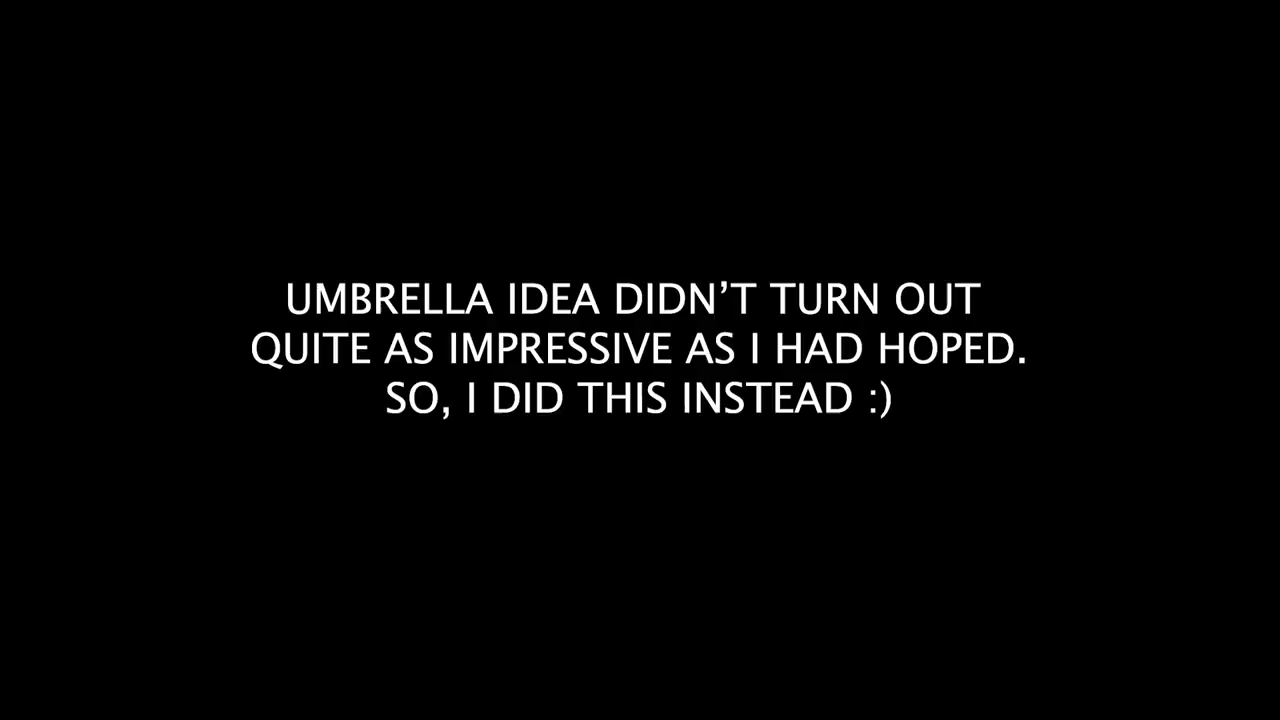 UMBRELLA IDEA DIDN’T TURN OUT
QUITE AS IMPRESSIVE AS I HAD HOPED.
SO, I DID THIS INSTEAD :)